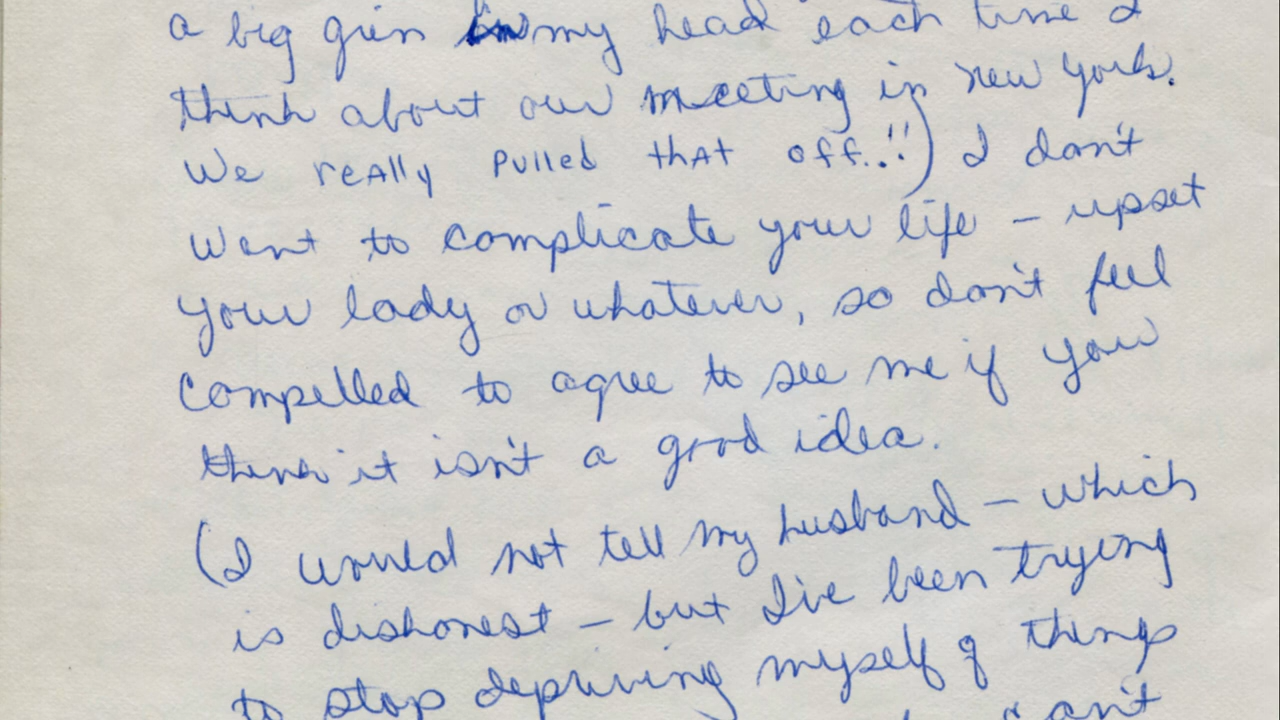 a big grin in my head each time I
think about our meeting in New York.
We really pulled that off..!!) I don't
want to complicate your life – upset
your lady or whatever, so don't feel
compelled to agree to see me if you
think it isn't a good idea.
(I would not tell my husband – which
is dishonest – but I've been trying
to stop depriving myself of things
can't